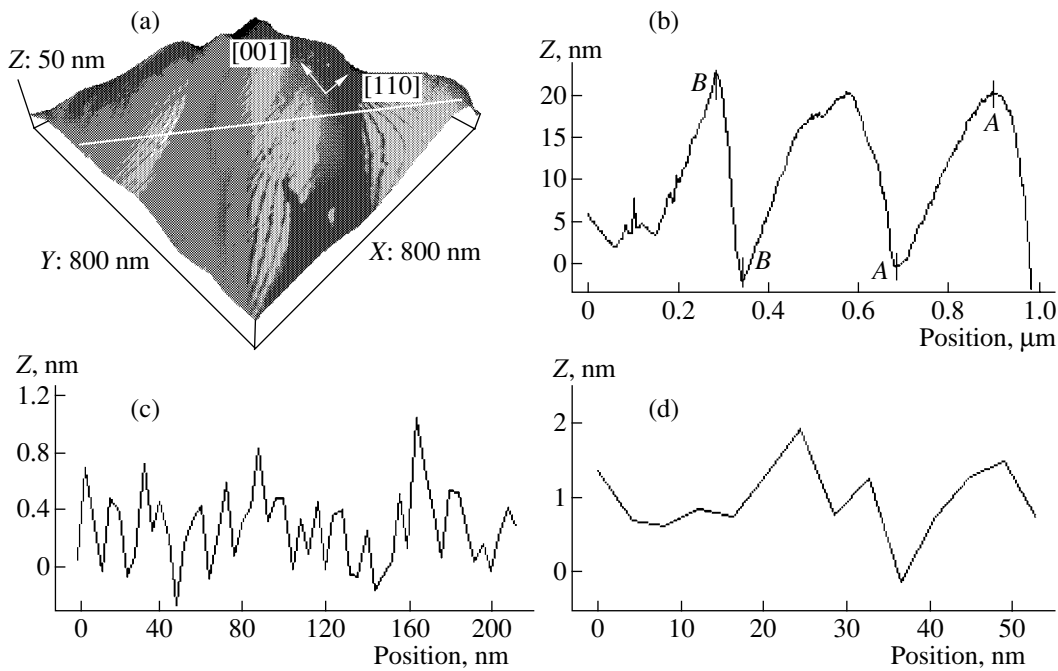 (a)
Z: 50 nm
[001]
[110]
Y: 800 nm
X: 800 nm
(b)
Z, nm
20
15
10
5
0
B
B
A
A
0 0.2 0.4 0.6 0.8 1.0
Position, μm
(c)
Z, nm
1.2
0.8
0.4
0
0 40 80 120 160 200
Position, nm
(d)
Z, nm
2
1
0
0 10 20 30 40 50
Position, nm